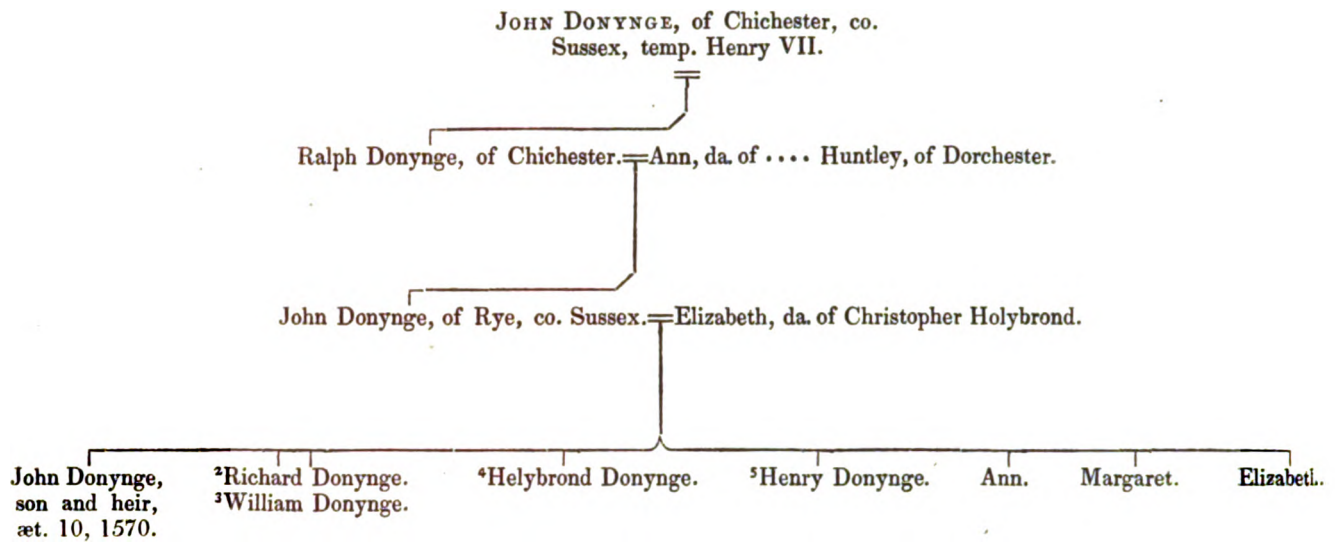 JOHN DONYNGE, of Chichester, co.
Sussex, temp. Henry VII.
Ralph Donynge, of Chichester.=Ann, da. of .... Huntley, of Dorchester.
John Donynge, of Rye, co. Sussex.=Elizabeth, da. of Christopher Holybrond.
John Donynge,
son and heir,
æt. 10, 1570.
²Richard Donynge.
³William Donynge.
⁴Helybrond Donynge.
⁵Henry Donynge.
Ann.
Margaret.
Elizabeth.